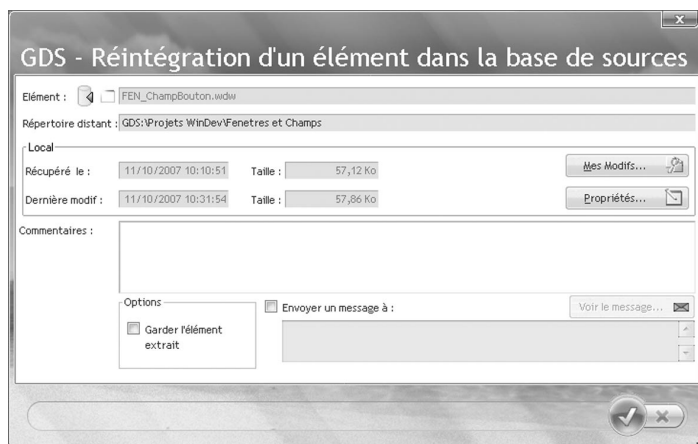 GDS - Réintégration d'un élément dans la base de sources
Elément : FEN_ChampBouton.wdw
Répertoire distant : GDS:\Projets WinDev\Fenetres et Champs
Local
Récupéré le : 11/10/2007 10:10:51 Taille : 57,12 Ko Mes Modifs...
Dernière modif : 11/10/2007 10:31:54 Taille : 57,86 Ko Propriétés...
Commentaires :
Options
Envoyer un message à : Voir le message...
Garder l'élément
extrait